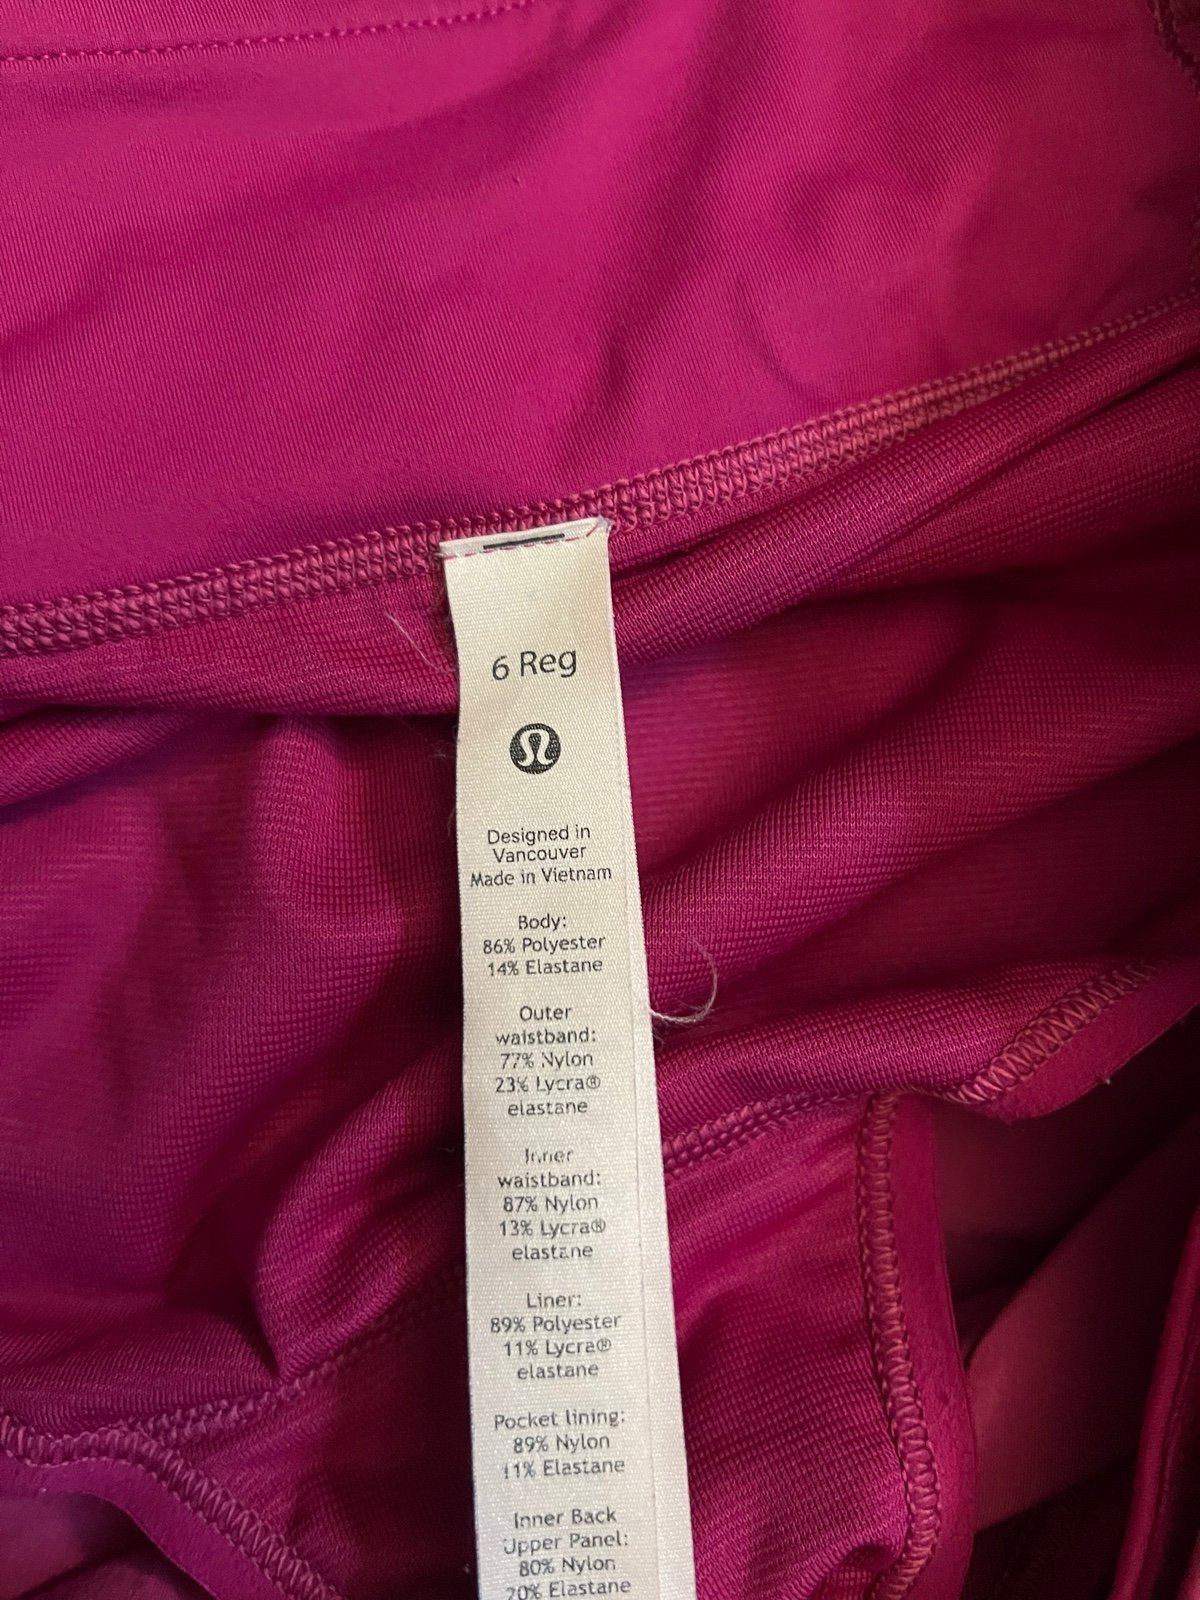 6 Reg
Designed in
Vancouver
Made in Vietnam
Body:
86% Polyester
14% Elastane
Outer
waistband:
77% Nylon
23% Lycra®
elastane
Inner
waistband:
87% Nylon
13% Lycra®
elastane
Liner:
89% Polyester
11% Lycra®
elastane
Pocket lining:
89% Nylon
11% Elastane
Inner Back
Upper Panel:
80% Nylon
20% Elastane